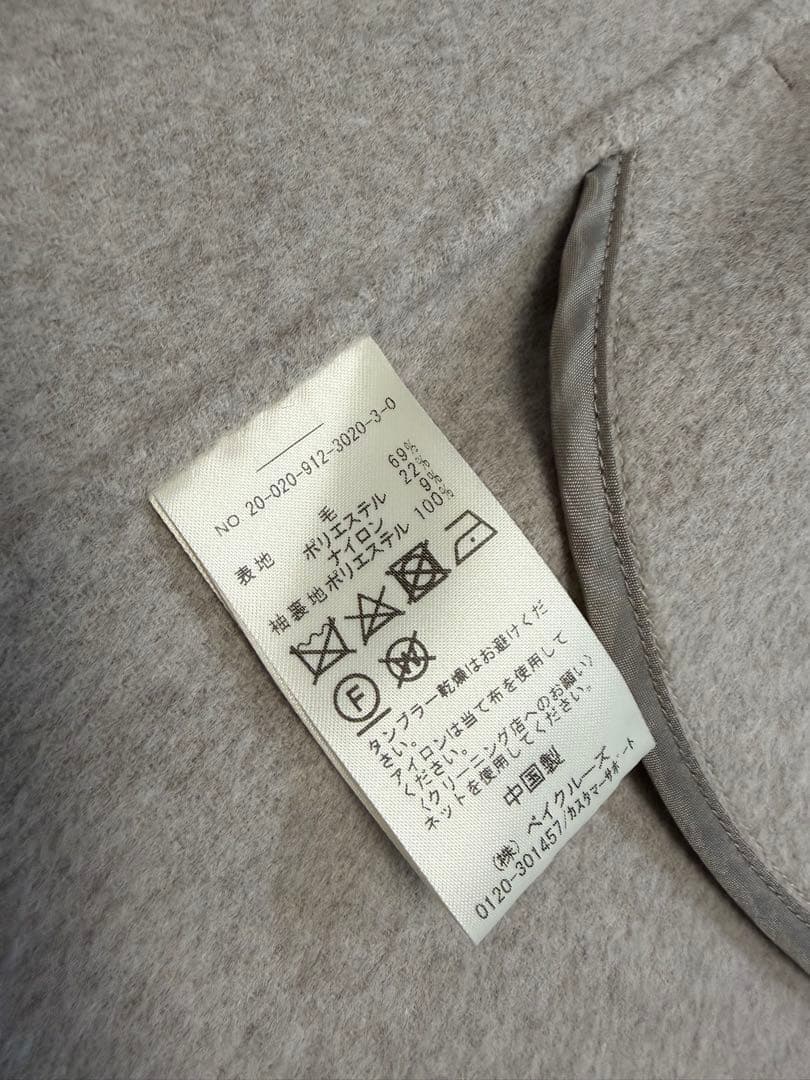 NO 20-020-912-3020-3-0
表地 毛 69%
ポリエステル 22%
ナイロン 9%
袖裏地 ポリエステル 100%
F
W
タンブラー乾燥はお避けくだ
さい。
アイロンは当て布を使用して
ください。
〈クリーニング店へのお願い〉
ネットを使用してください。
中国製
(株) ベイクルーズ
0120-301457/カスタマーサポート